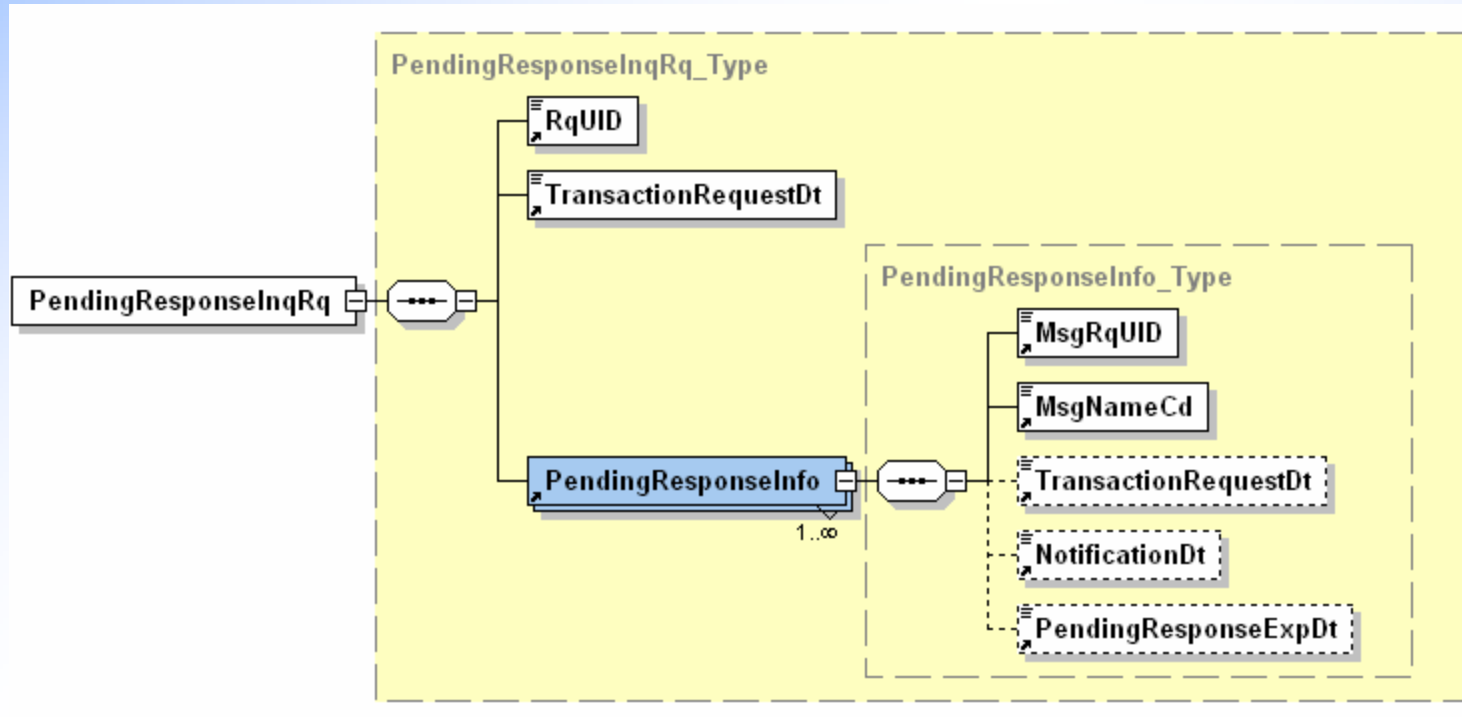 PendingResponseInqRq_Type
RqUID
TransactionRequestDt
PendingResponseInqRq
PendingResponseInfo_Type
MsgRqUID
MsgNameCd
PendingResponseInfo
1..∞
TransactionRequestDt
NotificationDt
PendingResponseExpDt